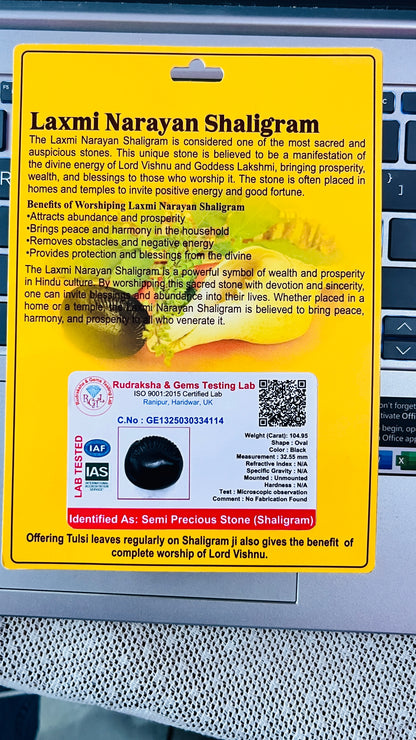 Laxmi Narayan Shaligram
The Laxmi Narayan Shaligram is considered one of the most sacred and
auspicious stones. This unique stone is believed to be a manifestation of
the divine energy of Lord Vishnu and Goddess Lakshmi, bringing prosperity,
wealth, and blessings to those who worship it. The stone is often placed in
homes and temples to invite positive energy and good fortune.
Benefits of Worshiping Laxmi Narayan Shaligram
•Attracts abundance and prosperity
•Brings peace and harmony in the household
•Removes obstacles and negative energy
•Provides protection and blessings from the divine
The Laxmi Narayan Shaligram is a powerful symbol of wealth and prosperity
in Hindu culture. By worshiping this sacred stone with devotion and sincerity,
one can invite blessings and abundance into their lives. Whether placed in a
home or a temple, the Laxmi Narayan Shaligram is believed to bring peace,
harmony, and prosperity to all who venerate it.
Rudraksha & Gems Testing Lab
RGTL
Rudraksha & Gems Testing Lab
ISO 9001:2015 Certified Lab
Ranipur, Haridwar, UK
C.No : GE1325030334114
LAB TESTED
IAF
IAS
INTERNATIONAL
ACCREDITATION
SERVICE
Weight (Carat): 104.95
Shape : Oval
Color : Black
Measurement : 32.55 mm
Refractive Index : N/A
Specific Gravity : N/A
Mounted : Unmounted
Hardness : N/A
Test : Microscopic observation
Comment : No Fabrication Found
Identified As: Semi Precious Stone (Shaligram)
Offering Tulsi leaves regularly on Shaligram ji also gives the benefit of
complete worship of Lord Vishnu.
F5